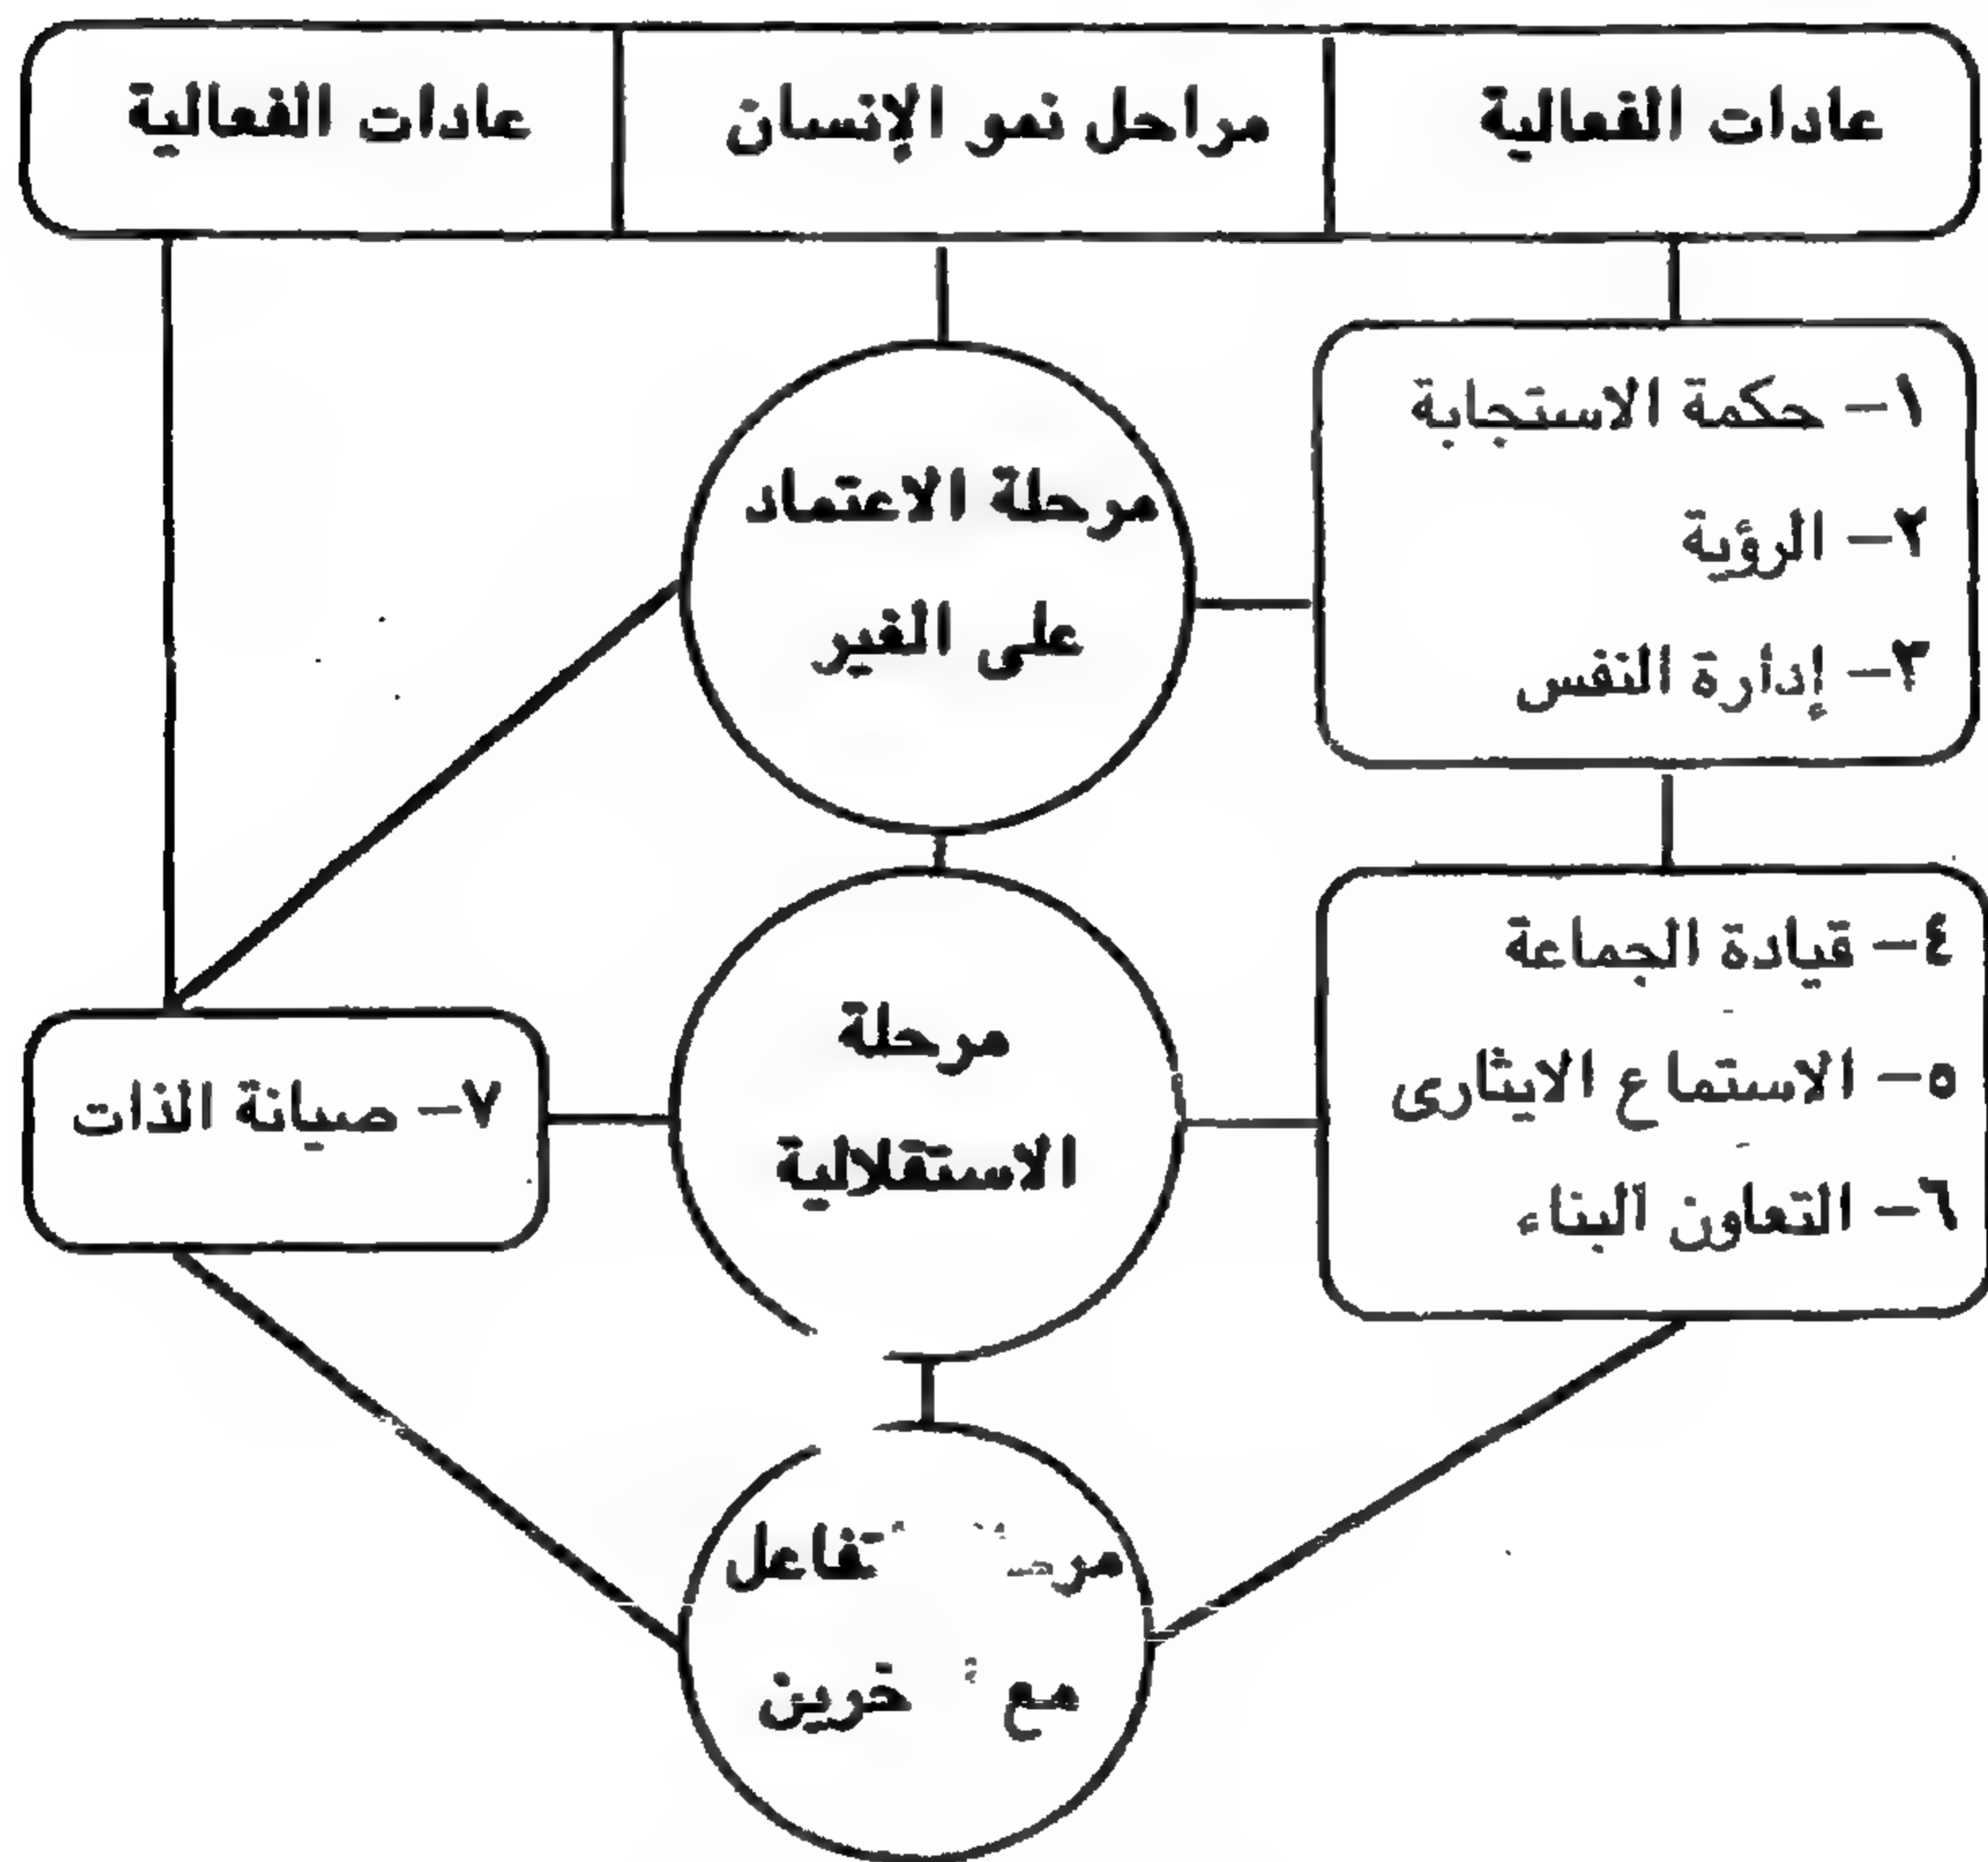 عادات الفعالية
مراحل نمو الإنسان
عادات الفعالية
١- حكمة الاستجابة
٢- الرؤية
٣- إدارة النفس
مرحلة الاعتماد
على الغير
٤- قيادة الجماعة
٥- الاستماع الايثارى
٦- التعاون البناء
مرحلة
الاستقلالية
٧- صيانة الذات
مع